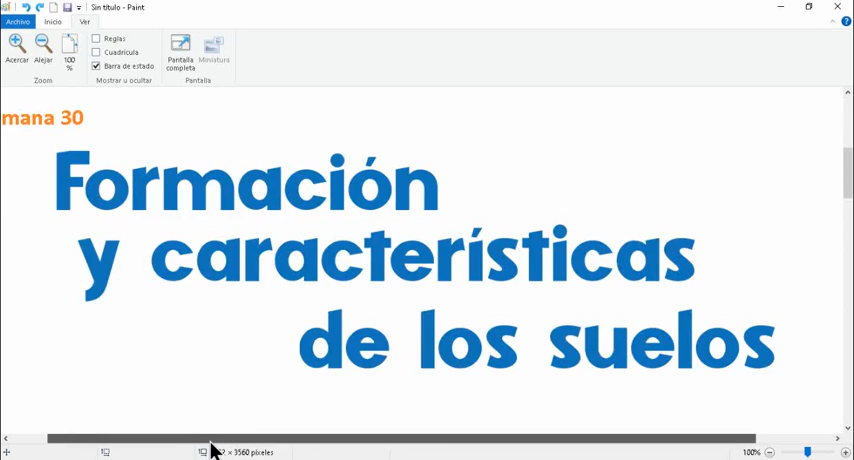 Sin título - Paint
Archivo Inicio Ver
Acercar Alejar 100 %
Reglas
Cuadrícula
Barra de estado
Pantalla completa Miniatura
Zoom Mostrar u ocultar Pantalla
mana 30
Formación
y características
de los suelos
× 3560 píxeles 100%